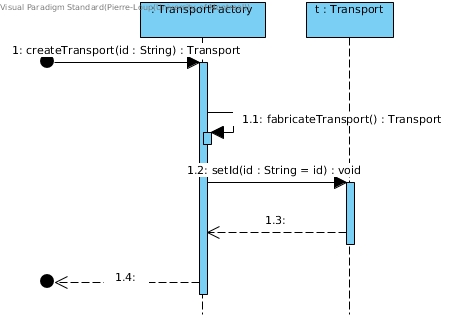 Visual Paradigm Standard(Pierre-Lou
: TransportFactory
t : Transport
1: createTransport(id : String) : Transport
1.1: fabricateTransport() : Transport
1.2: setId(id : String = id) : void
1.3:
1.4: